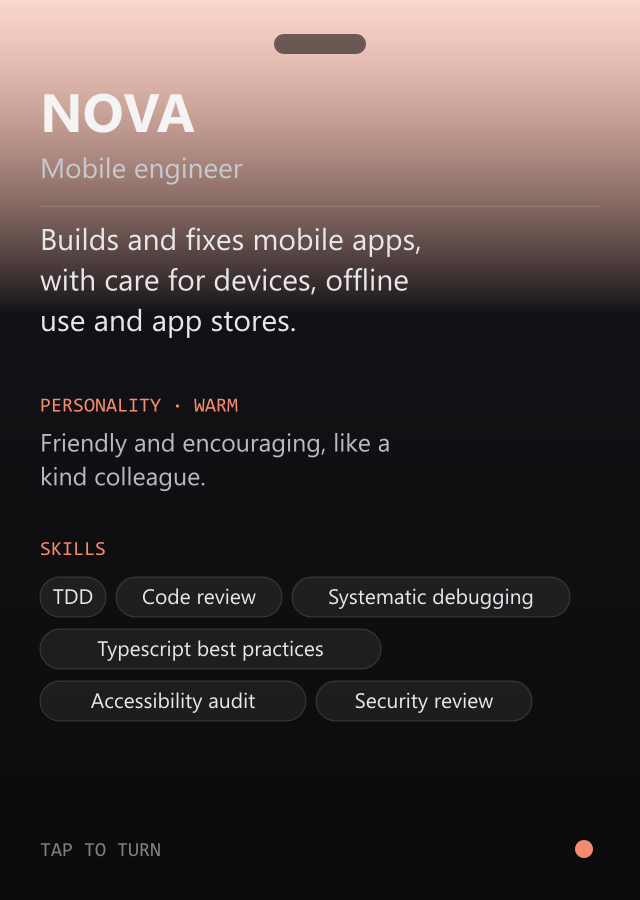 NOVA
Mobile engineer
Builds and fixes mobile apps,
with care for devices, offline
use and app stores.
PERSONALITY · WARM
Friendly and encouraging, like a
kind colleague.
SKILLS
TDD Code review Systematic debugging
Typescript best practices
Accessibility audit Security review
TAP TO TURN